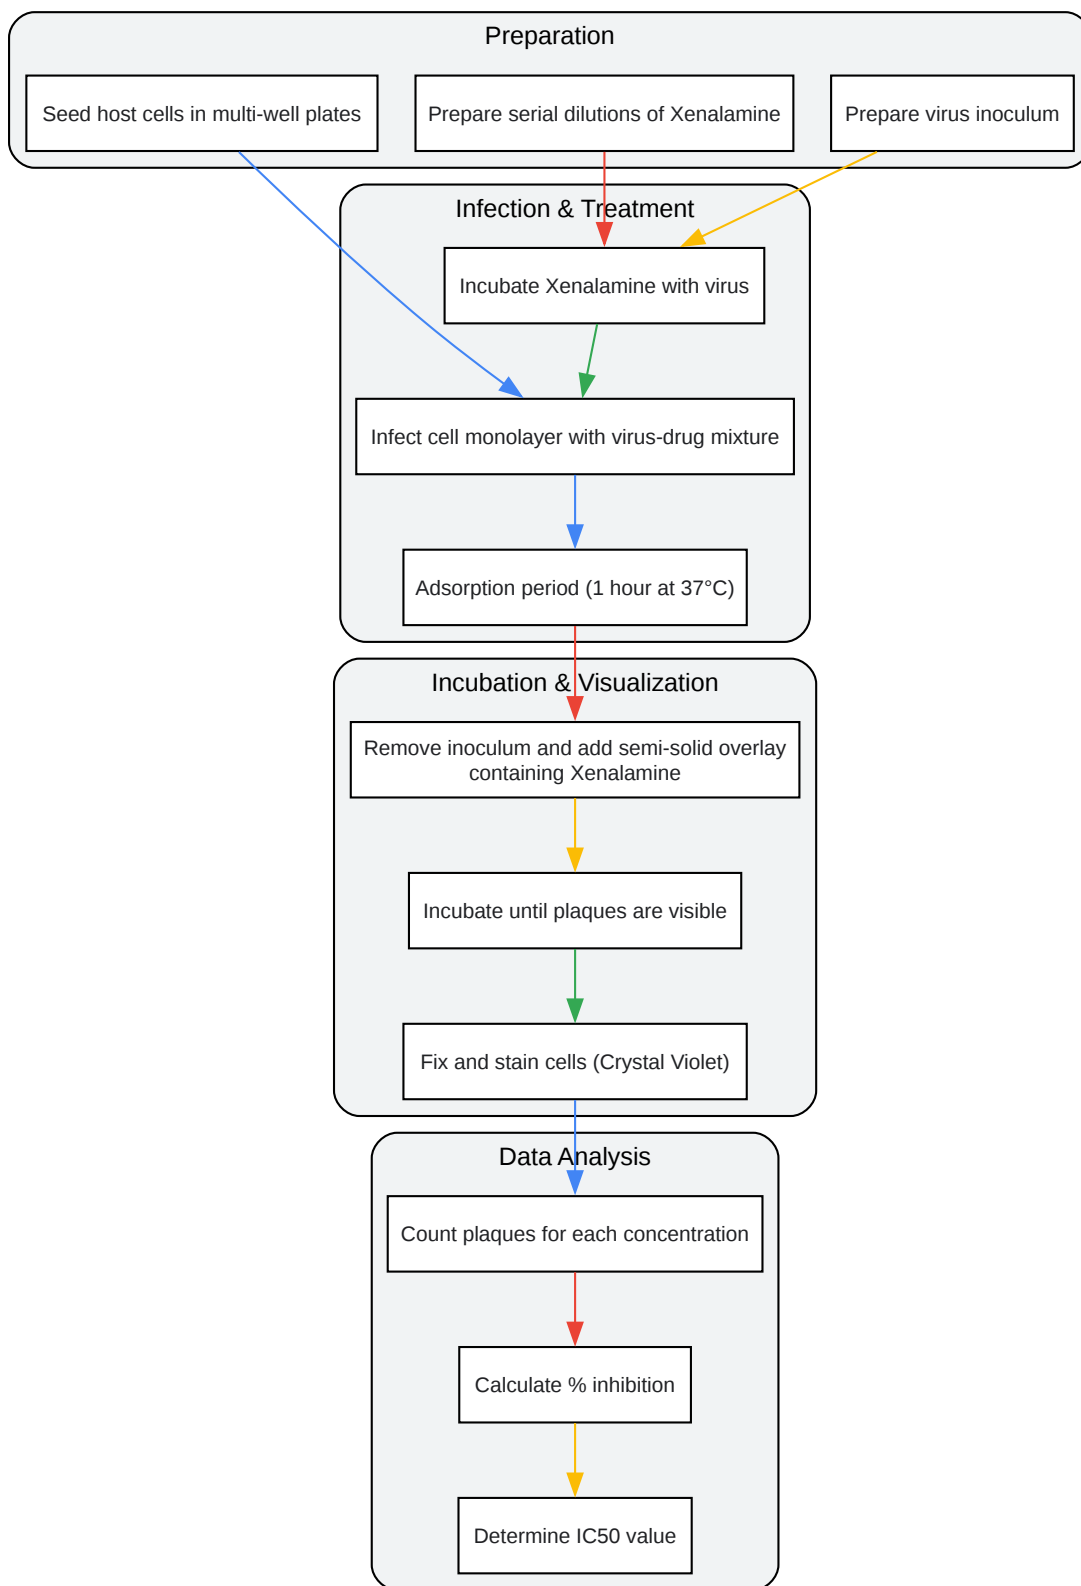 Preparation
Seed host cells in multi-well plates
Prepare serial dilutions of Xenalamine
Prepare virus inoculum
Infection & Treatment
Incubate Xenalamine with virus
Infect cell monolayer with virus-drug mixture
Adsorption period (1 hour at 37°C)
Incubation & Visualization
Remove inoculum and add semi-solid overlay
containing Xenalamine
Incubate until plaques are visible
Fix and stain cells (Crystal Violet)
Data Analysis
Count plaques for each concentration
Calculate % inhibition
Determine IC50 value